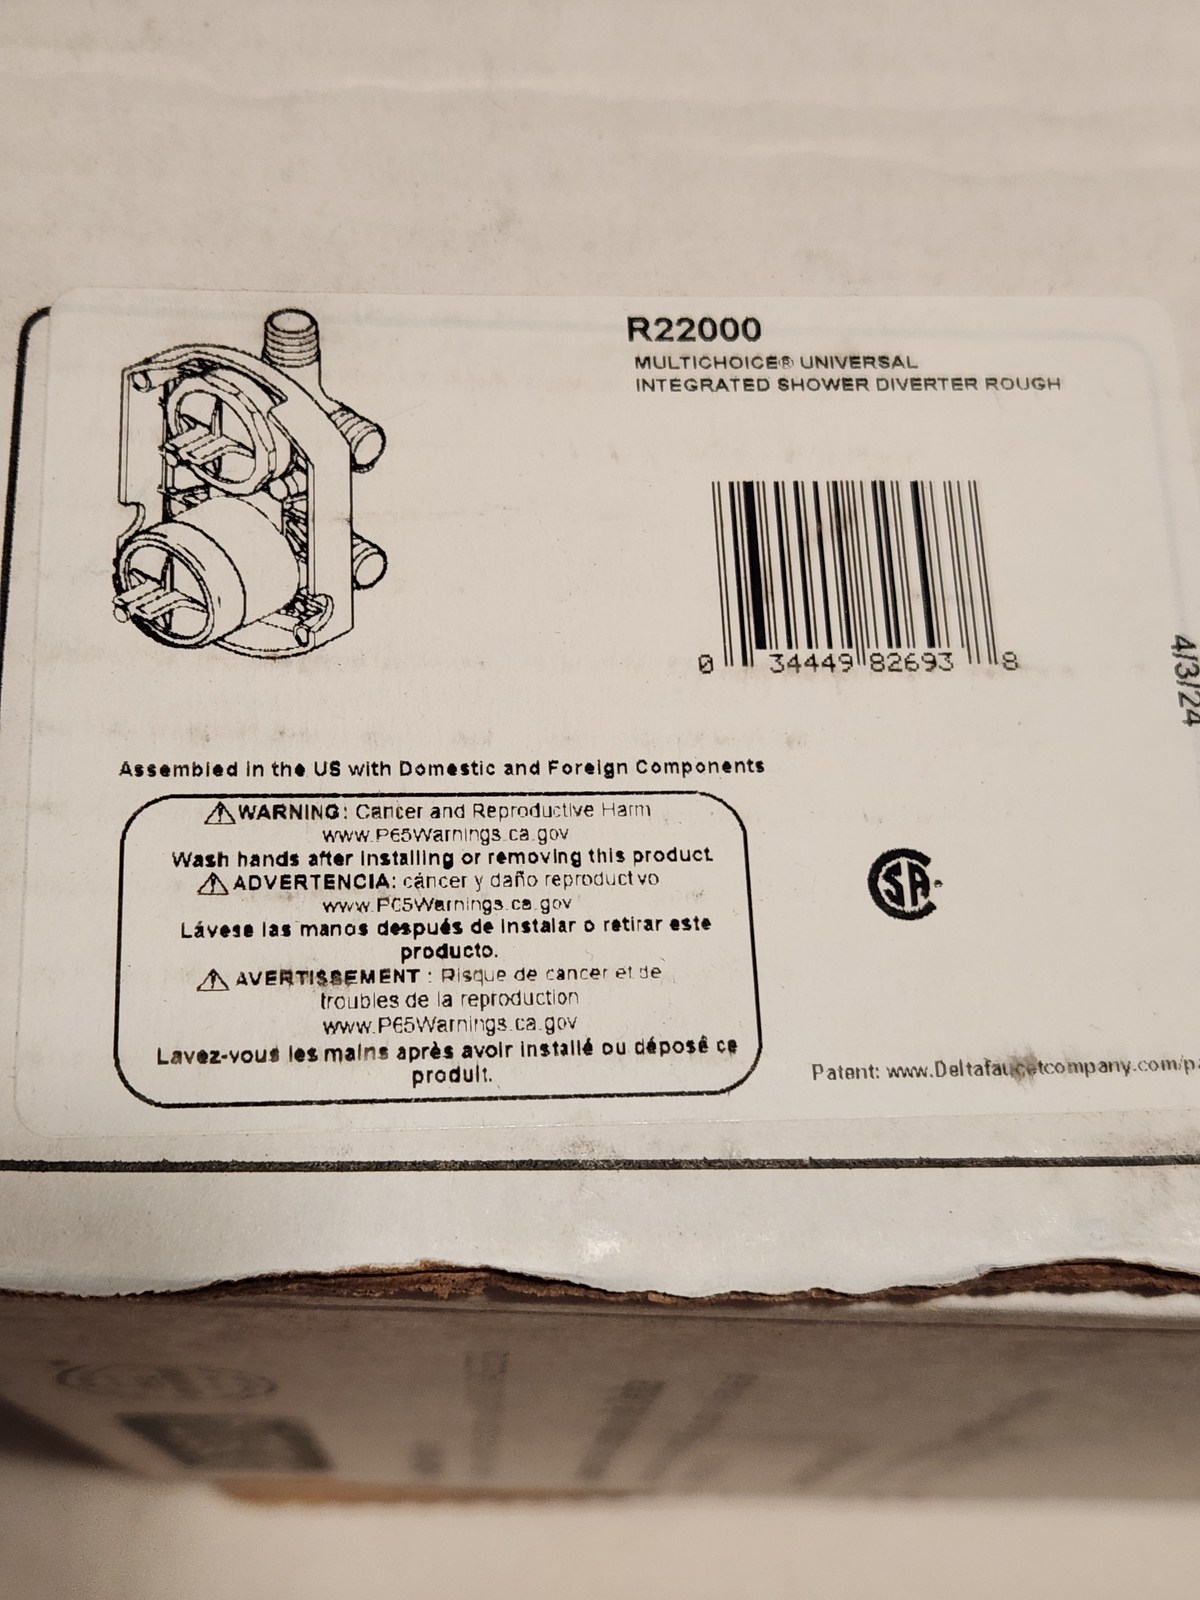 R22000
MULTICHOICE® UNIVERSAL
INTEGRATED SHOWER DIVERTER ROUGH
0 34449 82693 8
4/3/24
Assembled in the US with Domestic and Foreign Components
⚠WARNING: Cancer and Reproductive Harm
www.P65Warnings.ca.gov
Wash hands after installing or removing this product.
⚠ADVERTENCIA: cáncer y daño reproductivo
www.P65Warnings.ca.gov
Lávese las manos después de instalar o retirar este
producto.
⚠ AVERTISSEMENT : Risque de cancer et de
troubles de la reproduction
www.P65Warnings.ca.gov
Lavez-vous les mains après avoir installé ou déposé ce
produit.
SA
Patent: www.Deltafaucetcompany.com/pa